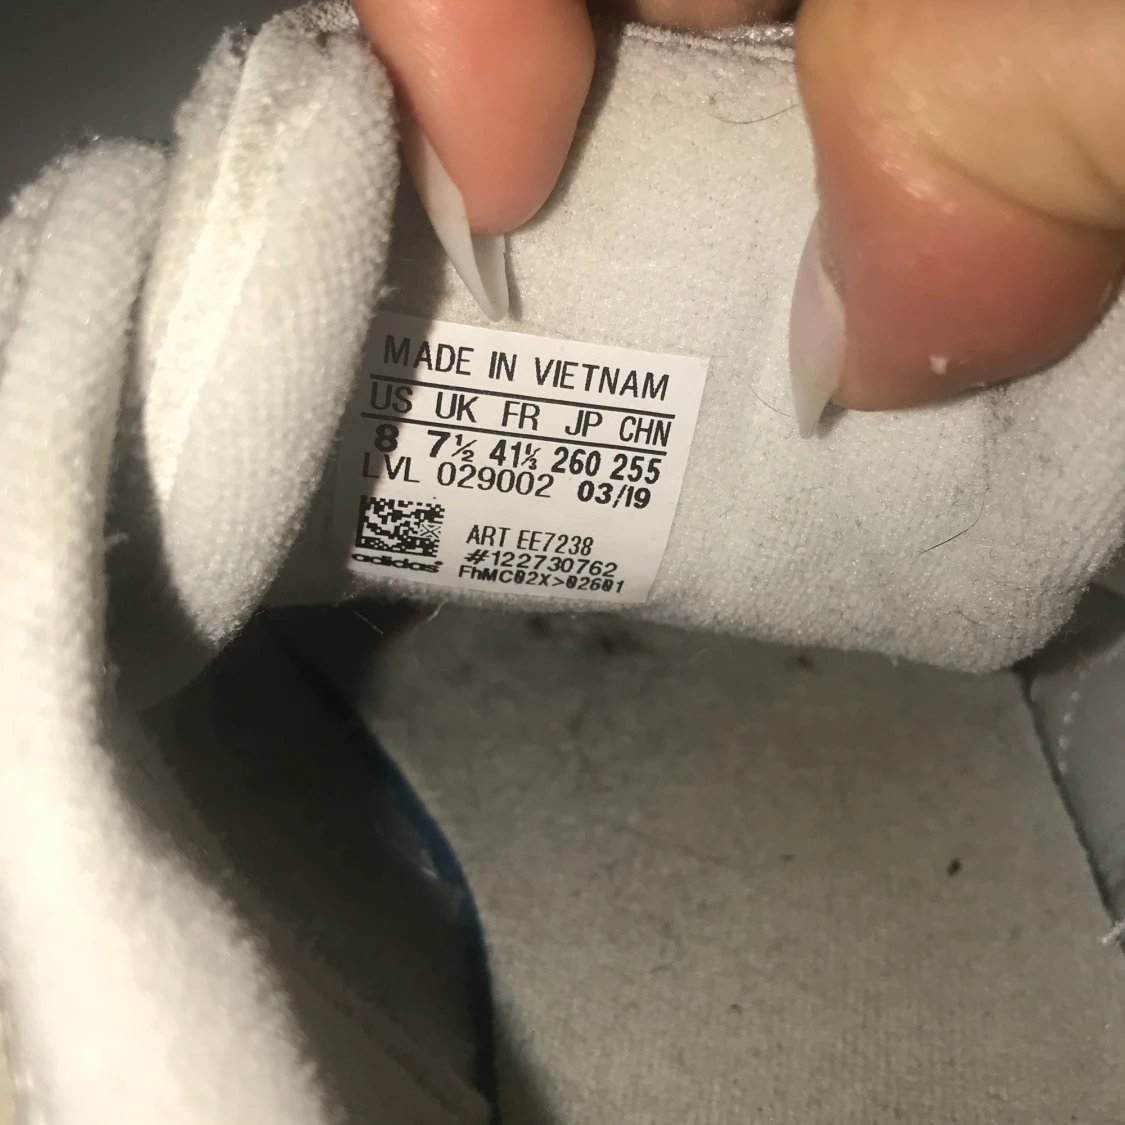 MADE IN VIETNAM
US UK FR JP CHN
8 7½ 41⅓ 260 255
LVL 029002 03/19
ART EE7238
#122730762
adidas FhMC02X>02601